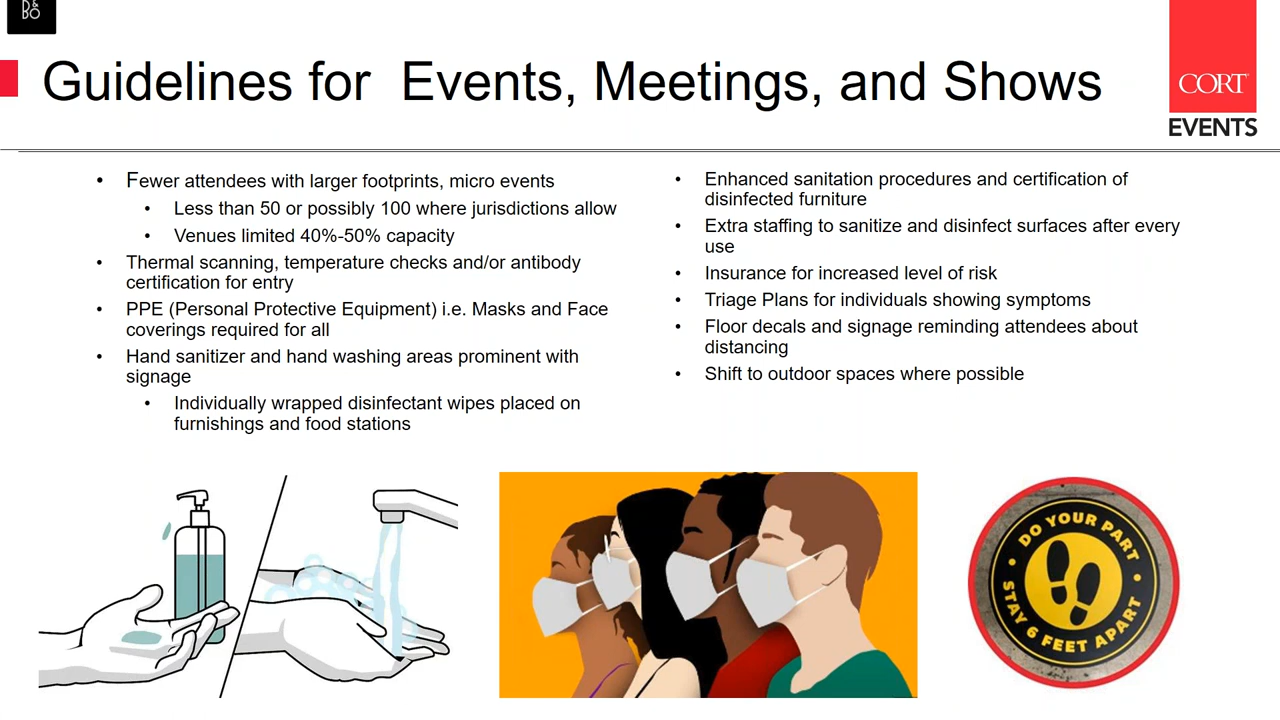 D&
BO
Guidelines for Events, Meetings, and Shows
CORT
EVENTS
• Fewer attendees with larger footprints, micro events
• Less than 50 or possibly 100 where jurisdictions allow
• Venues limited 40%-50% capacity
• Thermal scanning, temperature checks and/or antibody
certification for entry
• PPE (Personal Protective Equipment) i.e. Masks and Face
coverings required for all
• Hand sanitizer and hand washing areas prominent with
signage
• Individually wrapped disinfectant wipes placed on
furnishings and food stations
• Enhanced sanitation procedures and certification of
disinfected furniture
• Extra staffing to sanitize and disinfect surfaces after every
use
• Insurance for increased level of risk
• Triage Plans for individuals showing symptoms
• Floor decals and signage reminding attendees about
distancing
• Shift to outdoor spaces where possible
DO YOUR PART
STAY 6 FEET APART